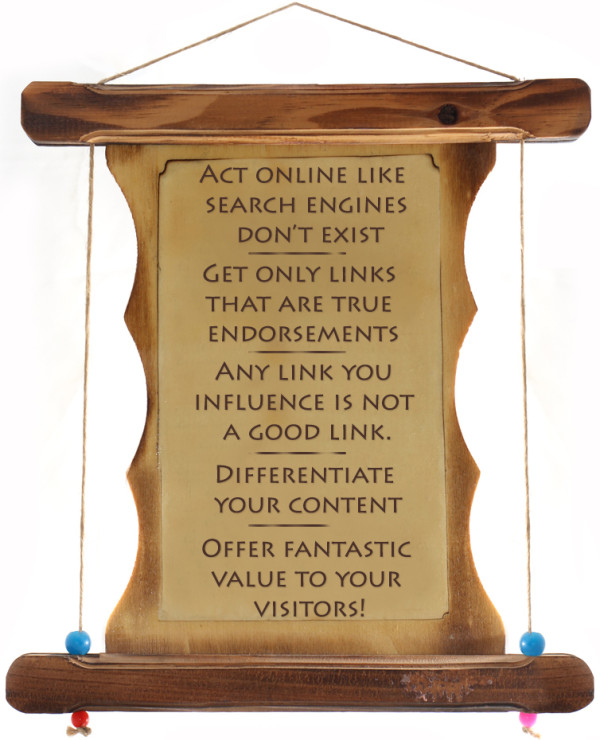 Act online like
search engines
don't exist
Get only links
that are true
endorsements
Any link you
influence is not
a good link.
Differentiate
your content
Offer fantastic
value to your
visitors!